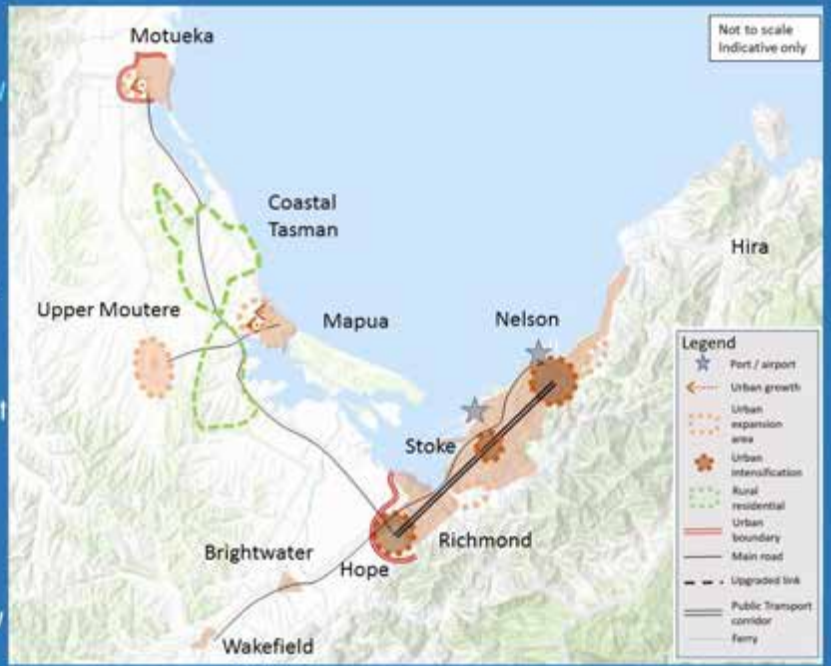 Motueka
Not to scale
Indicative only
Coastal
Tasman
Hira
Upper Moutere
Mapua
Nelson
Legend
Port / airport
Urban growth
Urban
expansion
area
Urban
Intensification
Rural
residential
Urban
boundary
Main road
Upgraded link
Public Transport
corridor
Ferry
Stoke
Richmond
Brightwater
Hope
Wakefield